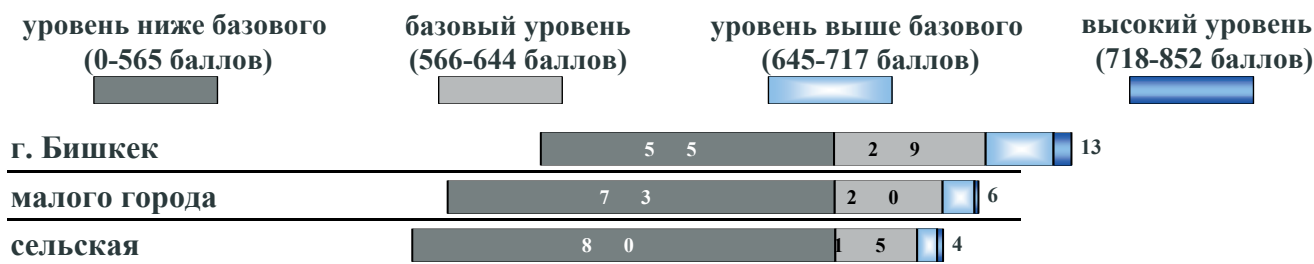 уровень ниже базового базовый уровень уровень выше базового высокий уровень
(0-565 баллов) (566-644 баллов) (645-717 баллов) (718-852 баллов)
г. Бишкек 5 5 2 9 13
малого города 7 3 2 0 6
сельская 8 0 1 5 4